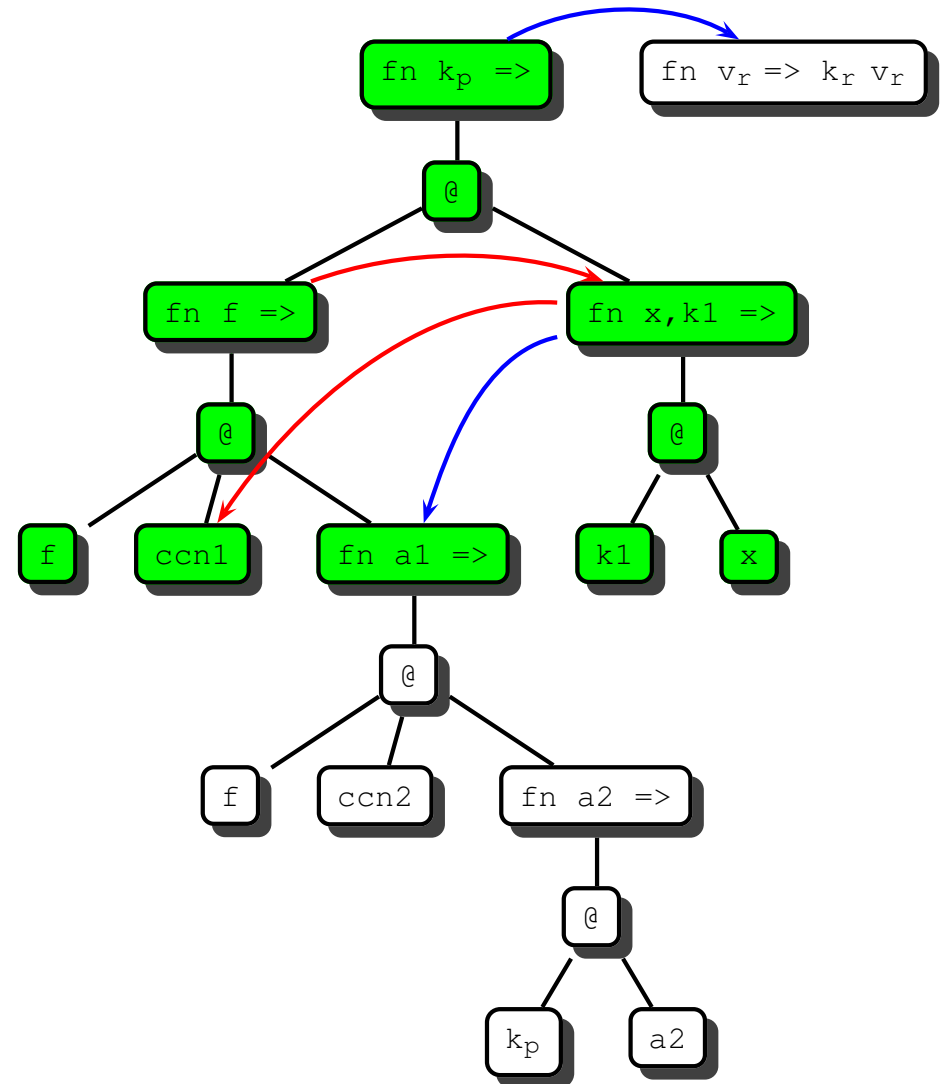 fn kₚ =>
fn vᵣ => kᵣ vᵣ
@
fn f =>
fn x,k1 =>
@
@
f
ccn1
fn a1 =>
k1
x
@
f
ccn2
fn a2 =>
@
kₚ
a2